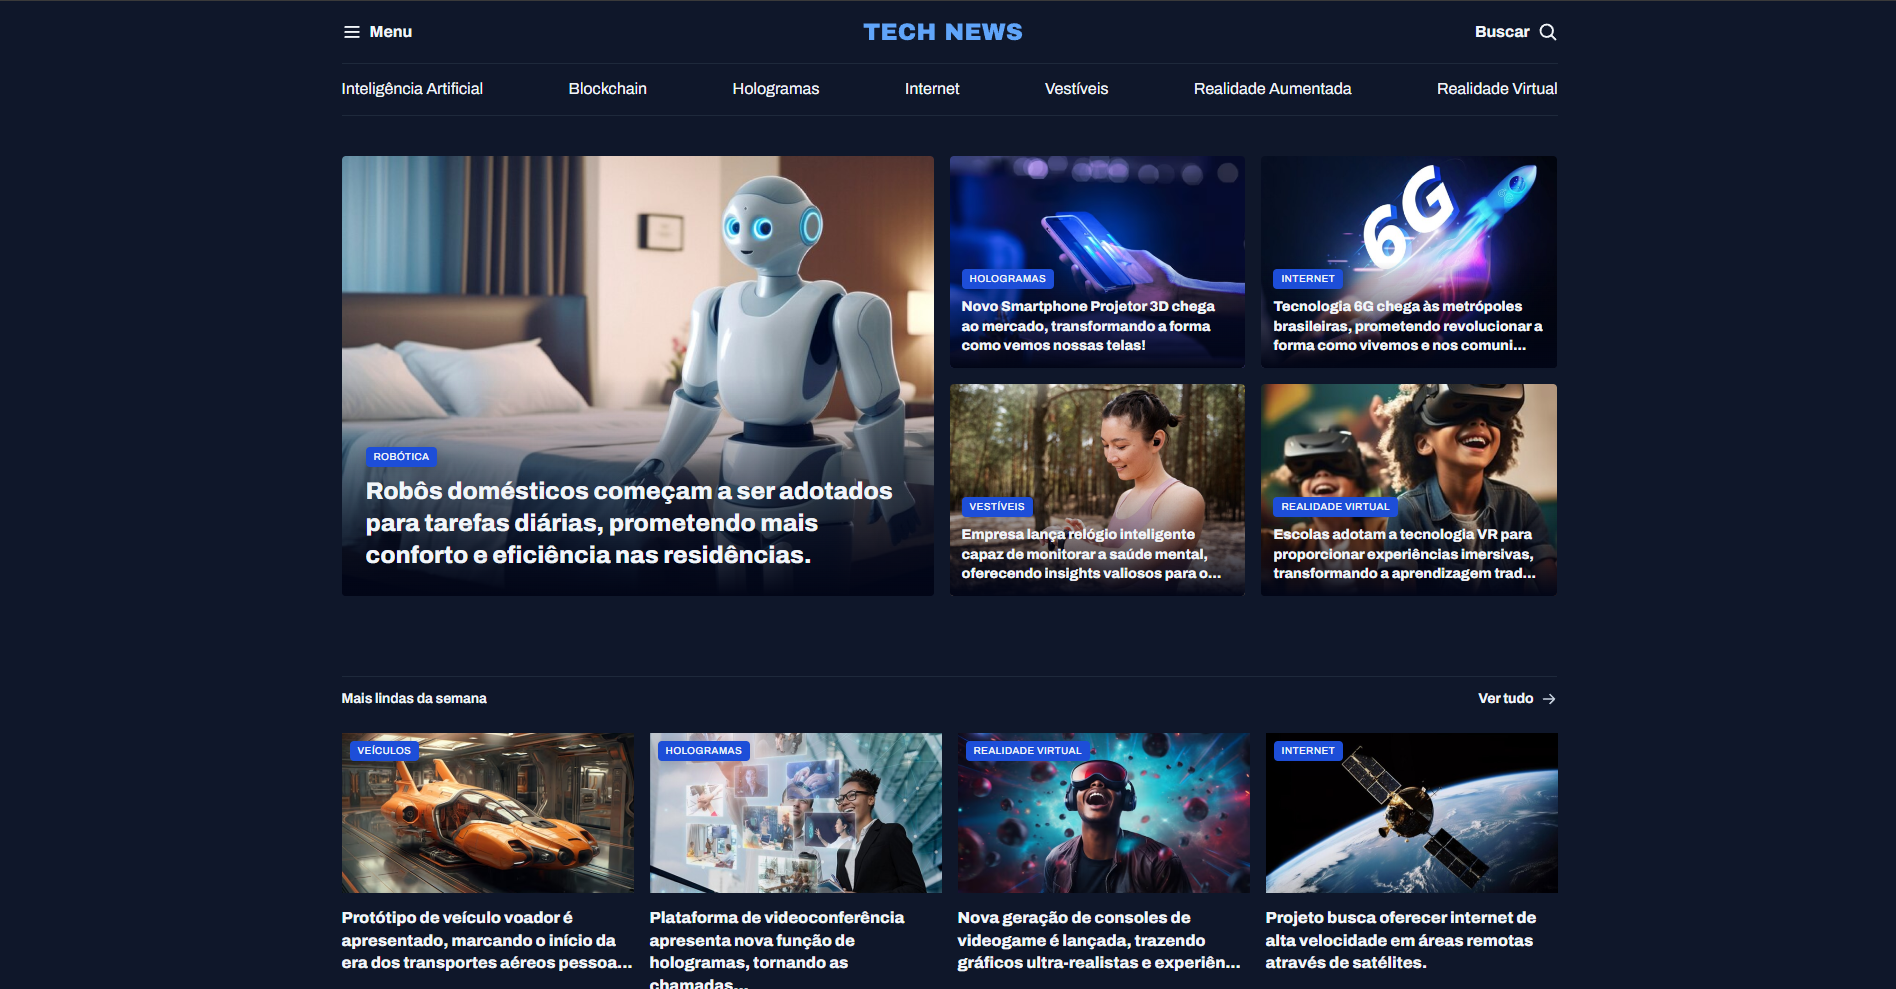 Menu
TECH NEWS
Buscar
Inteligência Artificial
Blockchain
Hologramas
Internet
Vestíveis
Realidade Aumentada
Realidade Virtual
ROBÓTICA
Robôs domésticos começam a ser adotados
para tarefas diárias, prometendo mais
conforto e eficiência nas residências.
HOLOGRAMAS
Novo Smartphone Projetor 3D chega
ao mercado, transformando a forma
como vemos nossas telas!
6G
INTERNET
Tecnologia 6G chega às metrópoles
brasileiras, prometendo revolucionar a
forma como vivemos e nos comuni...
VESTÍVEIS
Empresa lança relógio inteligente
capaz de monitorar a saúde mental,
oferecendo insights valiosos para o...
REALIDADE VIRTUAL
Escolas adotam a tecnologia VR para
proporcionar experiências imersivas,
transformando a aprendizagem trad...
Mais lindas da semana
Ver tudo
VEÍCULOS
Protótipo de veículo voador é
apresentado, marcando o início da
era dos transportes aéreos pessoa...
HOLOGRAMAS
Plataforma de videoconferência
apresenta nova função de
hologramas, tornando as
chamadas...
REALIDADE VIRTUAL
Nova geração de consoles de
videogame é lançada, trazendo
gráficos ultra-realistas e experiên...
INTERNET
Projeto busca oferecer internet de
alta velocidade em áreas remotas
através de satélites.